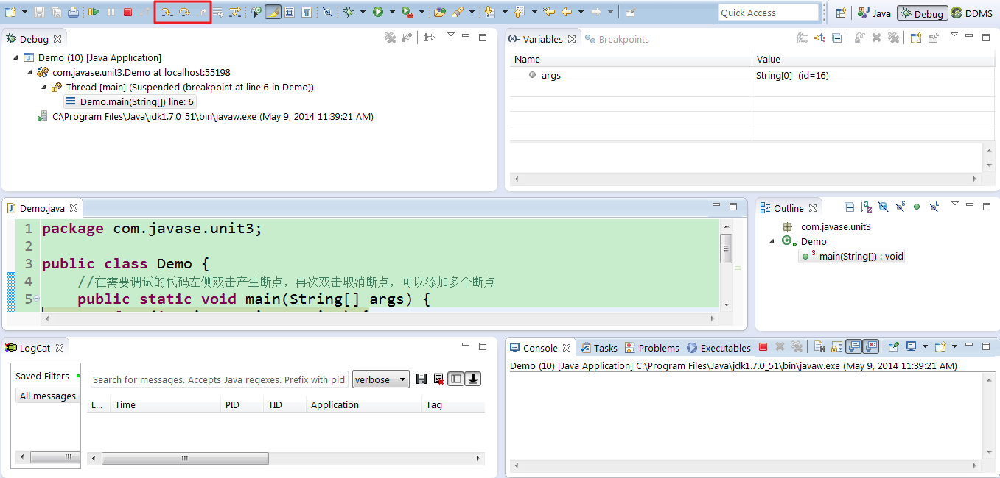 Quick Access
Java
Debug
DDMS
Debug
Demo (10) [Java Application]
com.javase.unit3.Demo at localhost:55198
Thread [main] (Suspended (breakpoint at line 6 in Demo))
Demo.main(String[]) line: 6
C:\Program Files\Java\jdk1.7.0_51\bin\javaw.exe (May 9, 2014 11:39:21 AM)
(x)= Variables
Breakpoints
Name
Value
args
String[0] (id=16)
Demo.java
1 package com.javase.unit3;
2
3 public class Demo {
4 //在需要调试的代码左侧双击产生断点，再次双击取消断点，可以添加多个断点
5 public static void main(String[] args) {
Outline
com.javase.unit3
Demo
main(String[]) : void
LogCat
Saved Filters
All messages
Search for messages. Accepts Java regexes. Prefix with pid:
verbose
L...
Time
PID
TID
Application
Tag
Console
Tasks
Problems
Executables
Demo (10) [Java Application] C:\Program Files\Java\jdk1.7.0_51\bin\javaw.exe (May 9, 2014 11:39:21 AM)